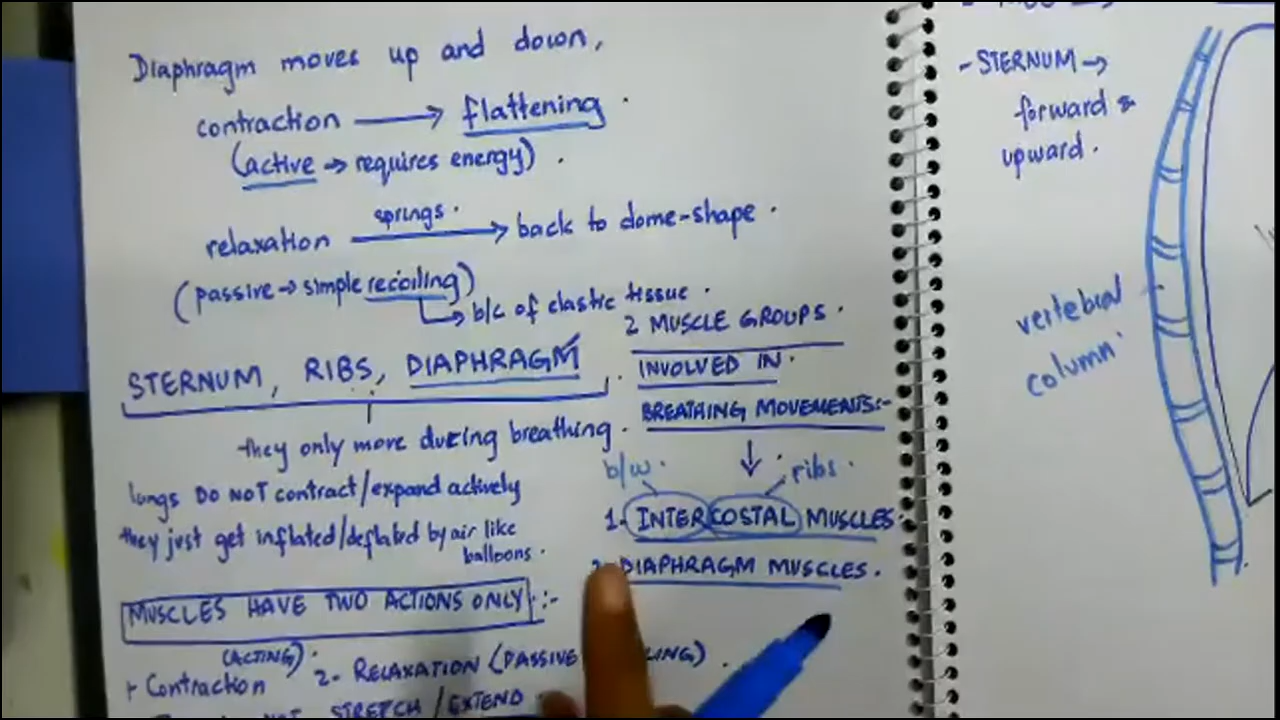 Diaphragm moves up and down,
contraction → flattening.
(active → requires energy).
springs.
relaxation → back to dome-shape.
(passive → simple recoiling)
↳ b/c of elastic tissue.
STERNUM, RIBS, DIAPHRAGM.
they only move during breathing.
lungs DO NOT contract/expand actively
they just get inflated/deflated by air like
balloons.
MUSCLES HAVE TWO ACTIONS ONLY:-
(ACTING).
1- Contraction 2- RELAXATION (PASSIVE
NOT STRETCH/EXTEND
2 MUSCLE GROUPS.
INVOLVED IN.
BREATHING MOVEMENTS:-
↓
b/w. ribs.
1- INTERCOSTAL MUSCLES.
DIAPHRAGM MUSCLES.
- STERNUM →
forward &
upward.
vertebral
column